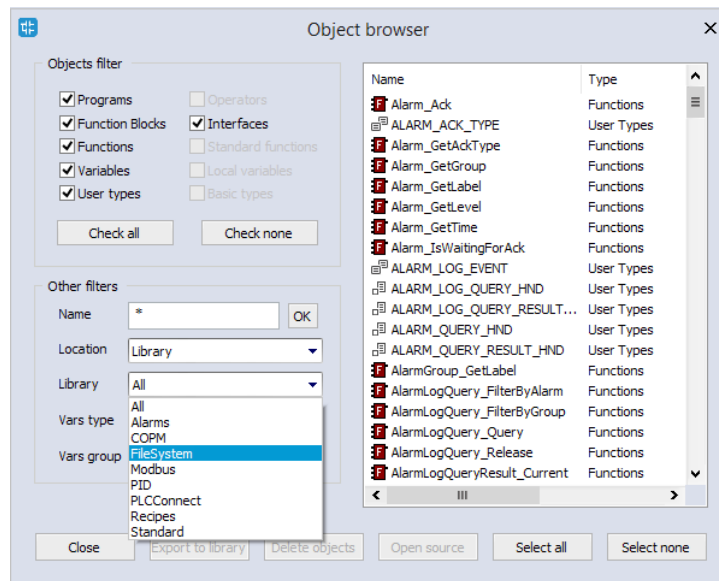 Object browser
Objects filter
Programs
Operators
Function Blocks
Interfaces
Functions
Standard functions
Variables
Local variables
User types
Basic types
Check all
Check none
Other filters
Name
*
OK
Location
Library
Library
All
Vars type
Vars group
All
Alarms
COPM
FileSystem
Modbus
PID
PLCConnect
Recipes
Standard
Name Type
Alarm_Ack Functions
ALARM_ACK_TYPE User Types
Alarm_GetAckType Functions
Alarm_GetGroup Functions
Alarm_GetLabel Functions
Alarm_GetLevel Functions
Alarm_GetTime Functions
Alarm_IsWaitingForAck Functions
ALARM_LOG_EVENT User Types
ALARM_LOG_QUERY_HND User Types
ALARM_LOG_QUERY_RESULT... User Types
ALARM_QUERY_HND User Types
ALARM_QUERY_RESULT_HND User Types
AlarmGroup_GetLabel Functions
AlarmLogQuery_FilterByAlarm Functions
AlarmLogQuery_FilterByGroup Functions
AlarmLogQuery_Query Functions
AlarmLogQuery_Release Functions
AlarmLogQueryResult_Current Functions
Close
Export to library
Delete objects
Open source
Select all
Select none